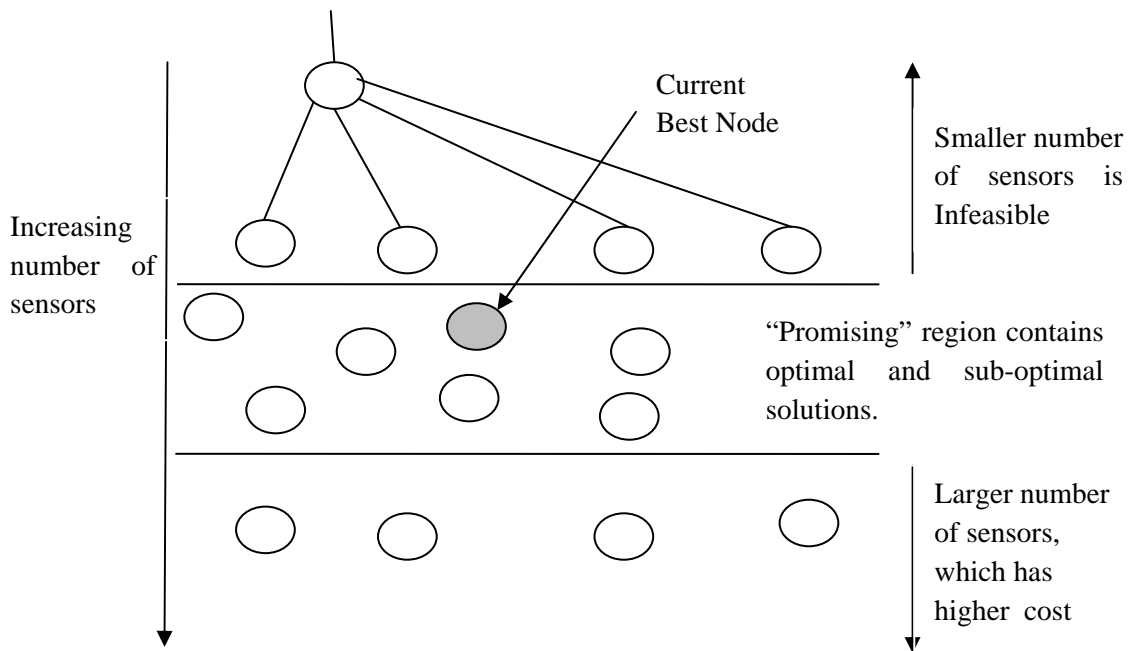 Current
Best Node
Smaller number
of sensors is
Infeasible
Increasing
number of
sensors
“Promising” region contains
optimal and sub-optimal
solutions.
Larger number
of sensors,
which has
higher cost